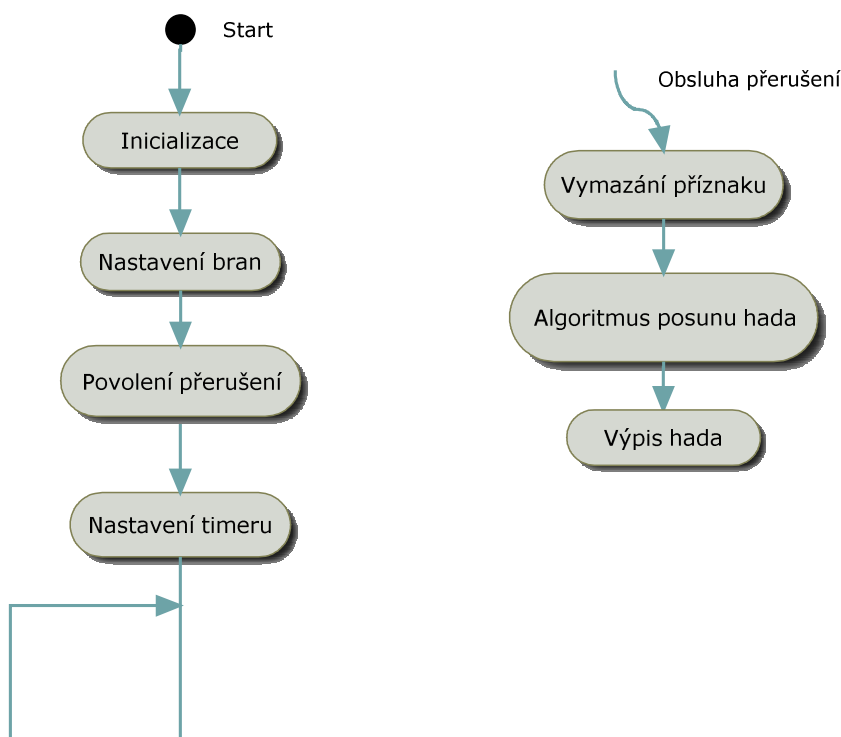 Start
Inicializace
Nastavení bran
Povolení přerušení
Nastavení timeru
Obsluha přerušení
Vymazání příznaku
Algoritmus posunu hada
Výpis hada